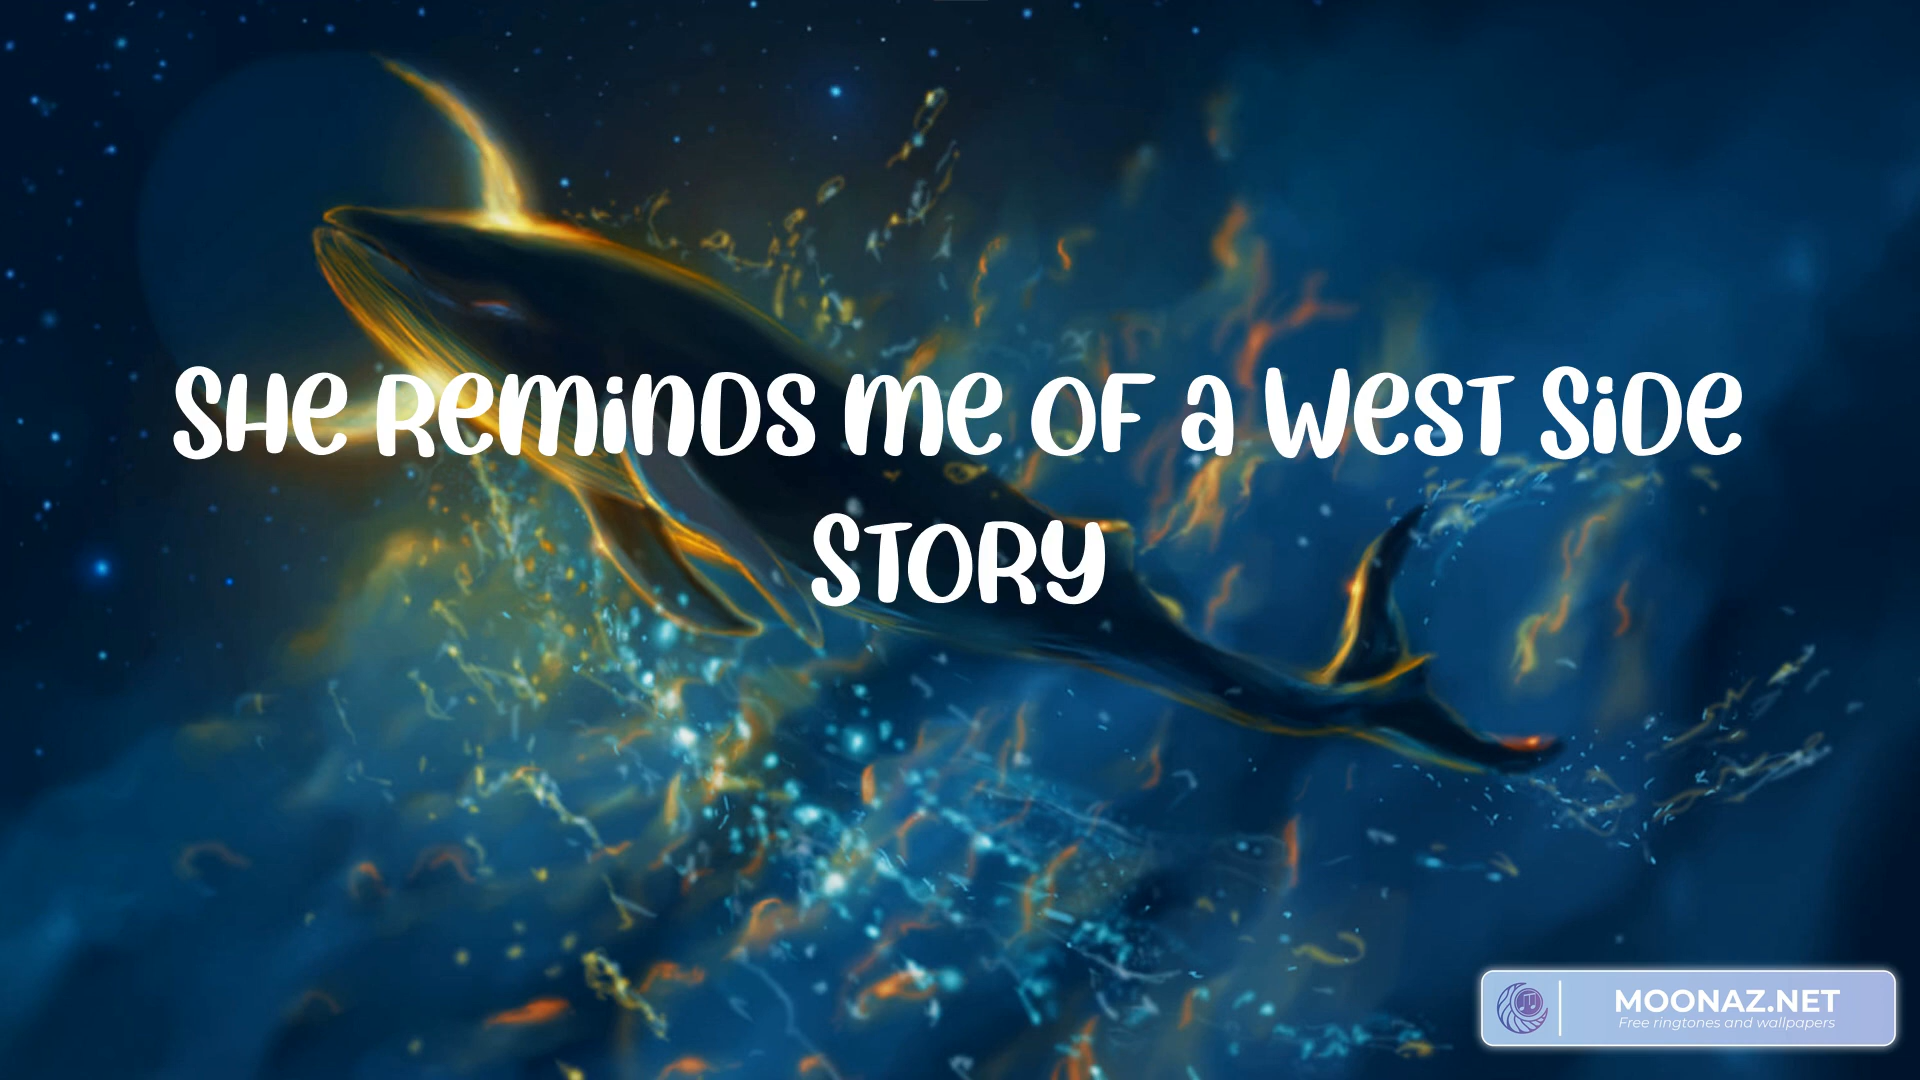 SHe ReminDS me OF a WeST SiDe
STORY
MOONAZ.NET
Free ringtones and wallpapers